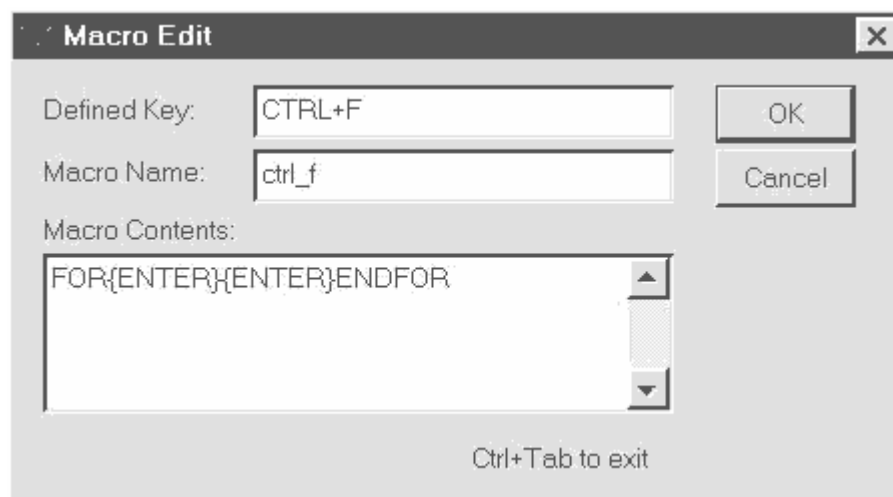 Macro Edit
Defined Key: CTRL+F OK
Macro Name: ctrl_f Cancel
Macro Contents:
FOR{ENTER}{ENTER}ENDFOR
Ctrl+Tab to exit